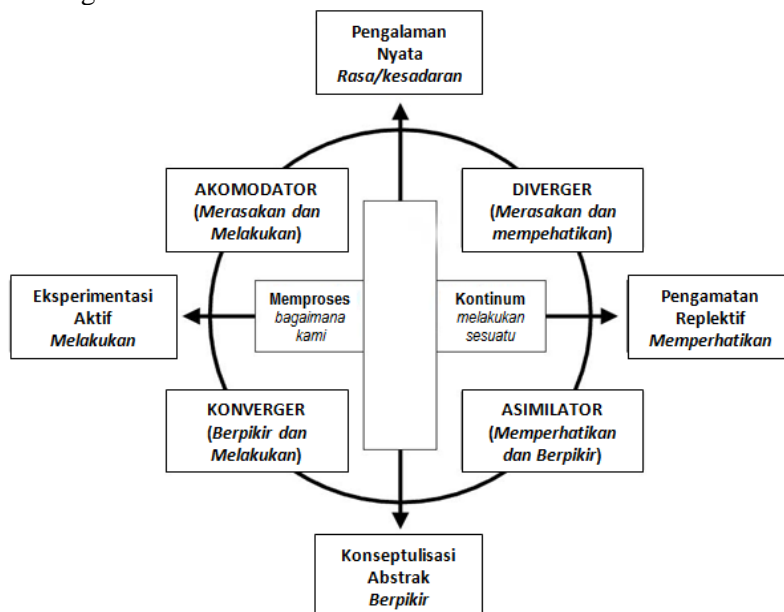 Pengalaman
Nyata
Rasa/kesadaran
AKOMODATOR
(Merasakan dan
Melakukan)
DIVERGER
(Merasakan dan
mempehatikan)
Eksperimentasi
Aktif
Melakukan
Memproses
bagaimana
kami
Kontinum
melakukan
sesuatu
Pengamatan
Replektif
Memperhatikan
KONVERGER
(Berpikir dan
Melakukan)
ASIMILATOR
(Memperhatikan
dan Berpikir)
Konseptulisasi
Abstrak
Berpikir